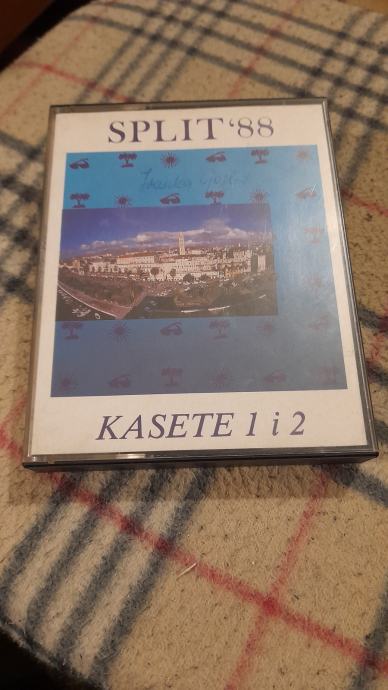 SPLIT '88
KASETE 1 i 2